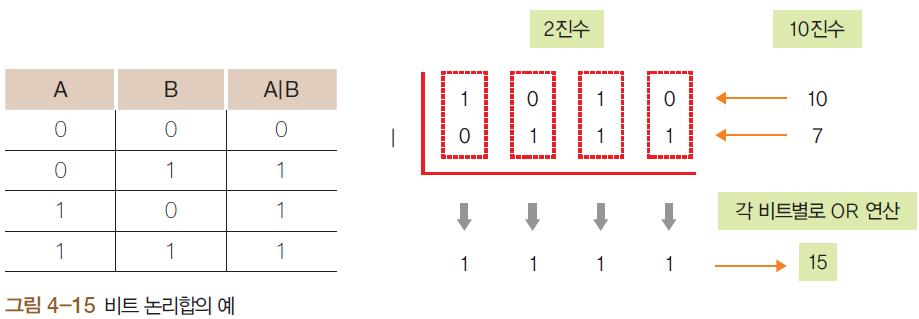 2진수 10진수
A B A|B
0 0 0
0 1 1
1 0 1
1 1 1
1 0 1 0 10
| 0 1 1 1 7
각 비트별로 OR 연산
1 1 1 1 15
그림 4-15 비트 논리합의 예